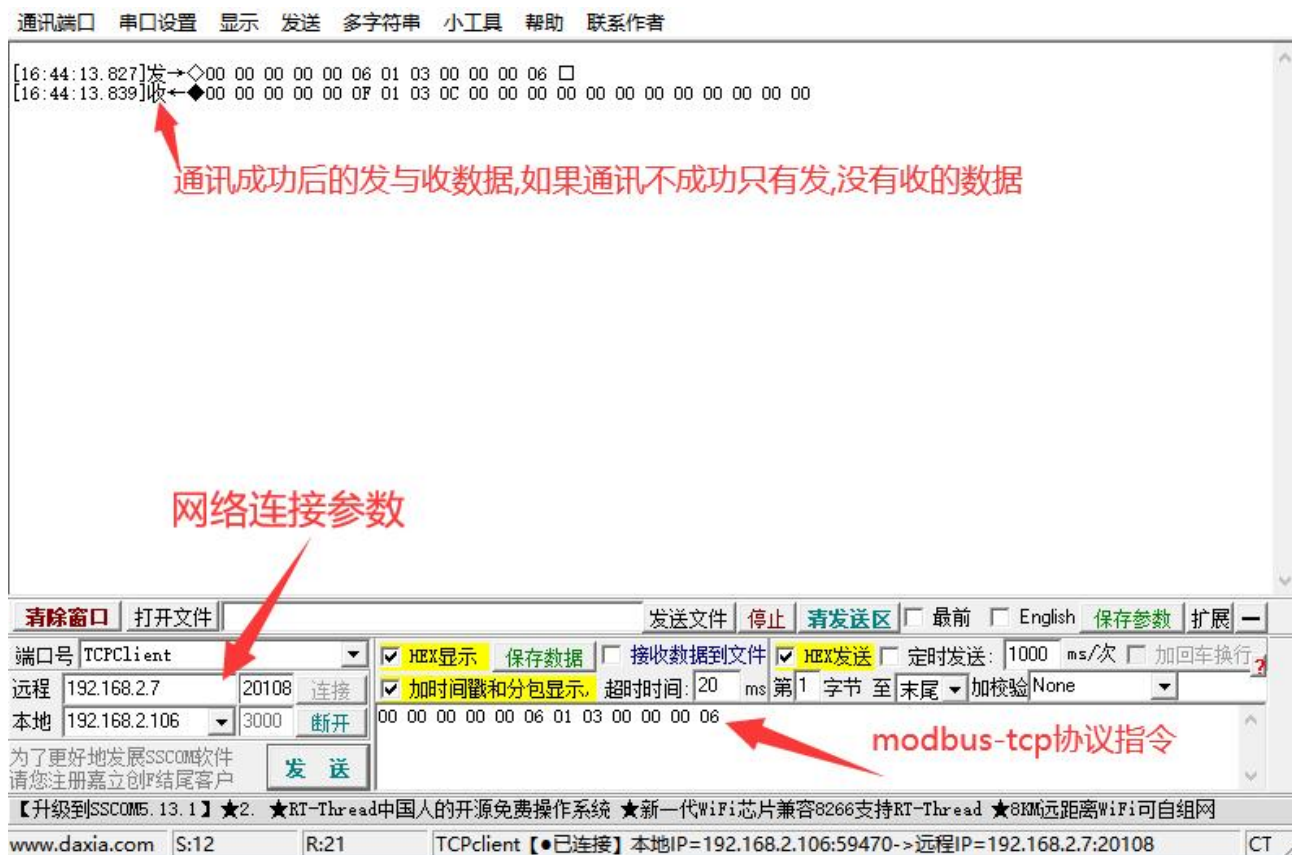 通讯端口 串口设置 显示 发送 多字符串 小工具 帮助 联系作者
[16:44:13.827]发→◇00 00 00 00 00 06 01 03 00 00 00 06 □
[16:44:13.839]收←◆00 00 00 00 00 0F 01 03 0C 00 00 00 00 00 00 00 00 00 00 00 00
通讯成功后的发与收数据,如果通讯不成功只有发,没有收的数据
网络连接参数
清除窗口 打开文件 发送文件 停止 清发送区 最前 English 保存参数 扩展 —
端口号 TCPClient HEX显示 保存数据 接收数据到文件 HEX发送 定时发送: 1000 ms/次 加回车换行
远程 192.168.2.7 20108 连接 加时间戳和分包显示, 超时时间: 20 ms 第1 字节 至 末尾 加校验 None ?
本地 192.168.2.106 3000 断开 00 00 00 00 00 06 01 03 00 00 00 06
modbus-tcp协议指令
为了更好地发展SSCOM软件
请您注册嘉立创F结尾客户
发 送
【升级到SSCOM5.13.1】★2. ★RT-Thread中国人的开源免费操作系统 ★新一代WiFi芯片兼容8266支持RT-Thread ★8KM远距离WiFi可自组网
www.daxia.com S:12 R:21 TCPclient【●已连接】本地IP=192.168.2.106:59470->远程IP=192.168.2.7:20108 CT